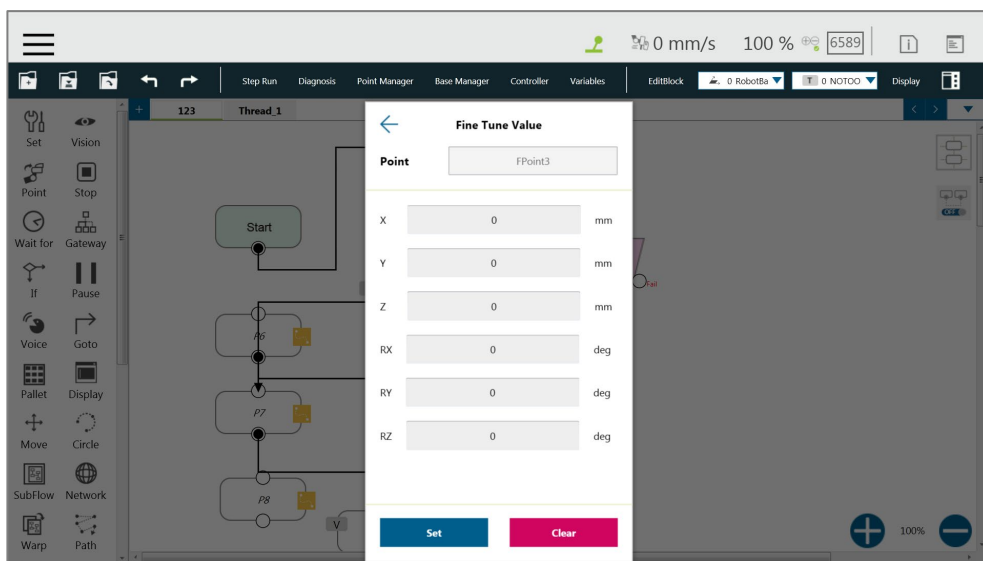 0 mm/s 100 % 6589
Step Run Diagnosis Point Manager Base Manager Controller Variables EditBlock 0 RobotBa T 0 NOTOO Display
+ 123 Thread_1
Set Vision
Point Stop
Wait for Gateway
If Pause
Voice Goto
Pallet Display
Move Circle
SubFlow Network
Warp Path
Start
P6
P7
P8
V
Fail
OFF
Fine Tune Value
Point FPoint3
X 0 mm
Y 0 mm
Z 0 mm
RX 0 deg
RY 0 deg
RZ 0 deg
Set Clear
100%